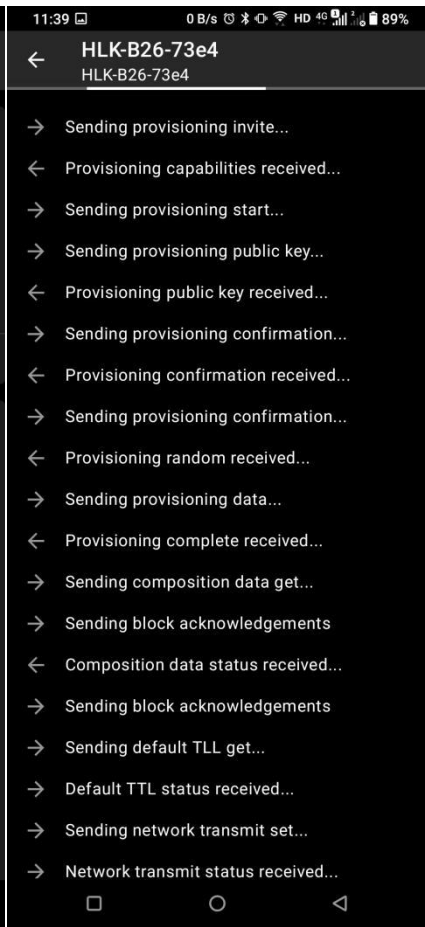 11:39 0 B/s HD 4G 2 89%
HLK-B26-73e4
HLK-B26-73e4
→ Sending provisioning invite...
← Provisioning capabilities received...
→ Sending provisioning start...
→ Sending provisioning public key...
← Provisioning public key received...
→ Sending provisioning confirmation...
← Provisioning confirmation received...
→ Sending provisioning confirmation...
← Provisioning random received...
→ Sending provisioning data...
← Provisioning complete received...
→ Sending composition data get...
→ Sending block acknowledgements
← Composition data status received...
→ Sending block acknowledgements
→ Sending default TLL get...
→ Default TTL status received...
→ Sending network transmit set...
→ Network transmit status received...